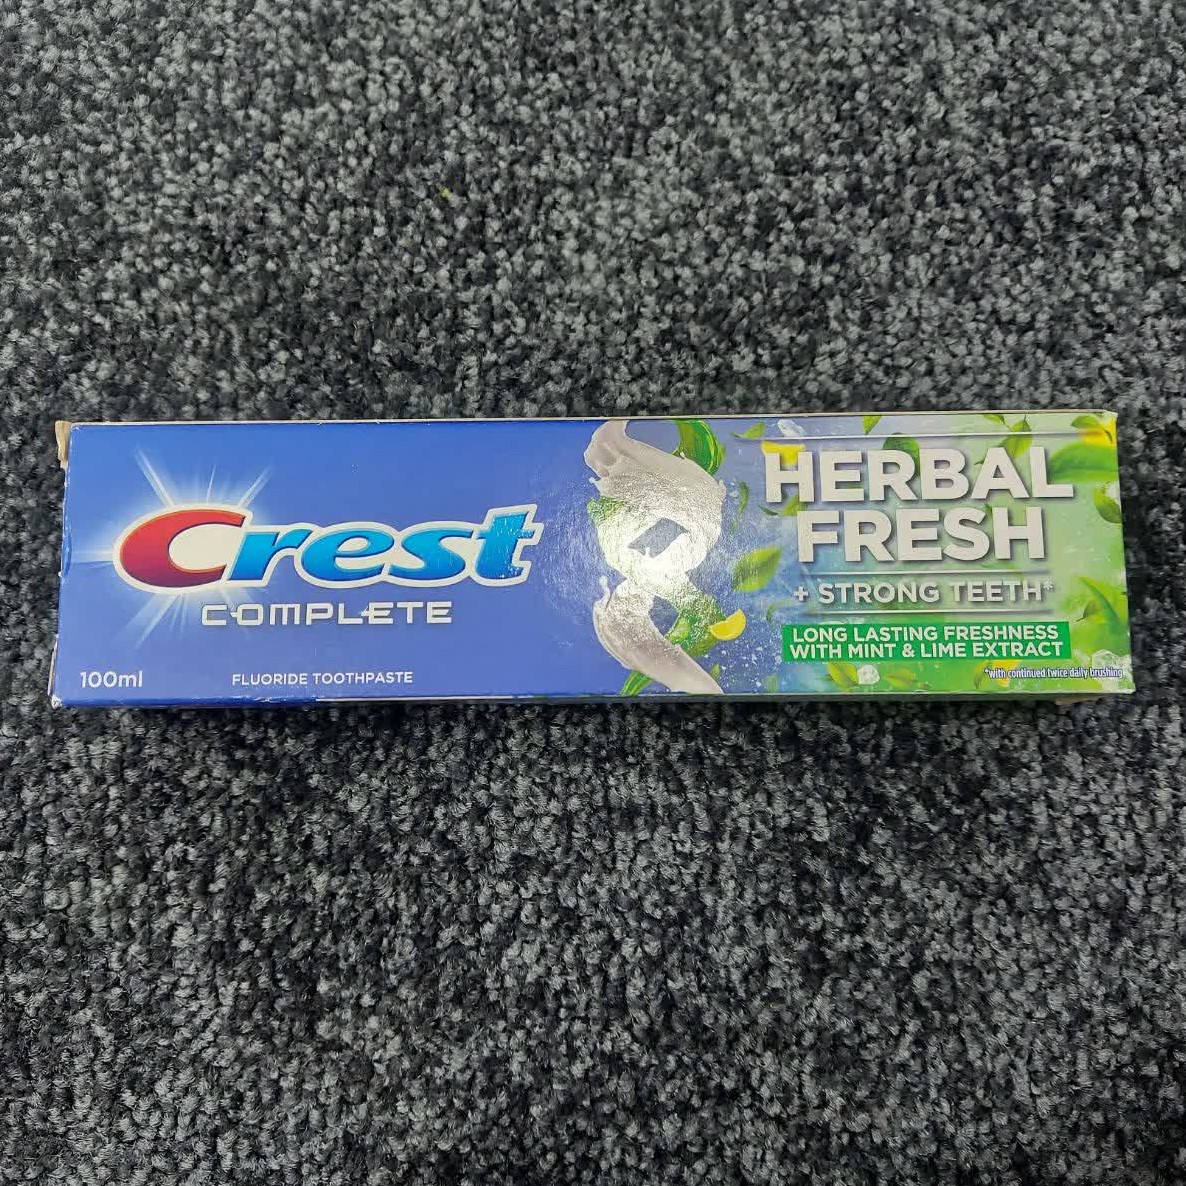 Crest
COMPLETE
100ml
FLUORIDE TOOTHPASTE
HERBAL
FRESH
+ STRONG TEETH*
LONG LASTING FRESHNESS
WITH MINT & LIME EXTRACT
*with continued twice daily brushing